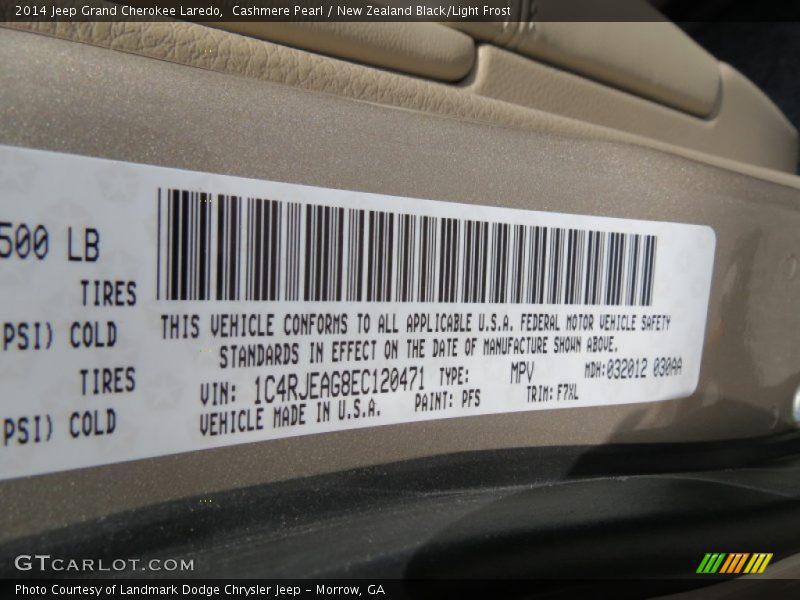 2014 Jeep Grand Cherokee Laredo,  Cashmere Pearl / New Zealand Black/Light Frost
500 LB
TIRES
PSI) COLD
TIRES
PSI) COLD
THIS VEHICLE CONFORMS TO ALL APPLICABLE U.S.A. FEDERAL MOTOR VEHICLE SAFETY
STANDARDS IN EFFECT ON THE DATE OF MANUFACTURE SHOWN ABOVE.
VIN: 1C4RJEAG8EC120471 TYPE: MPV MDH:032012 030AA
VEHICLE MADE IN U.S.A. PAINT: PFS TRIM: F7XL
GTCARLOT.COM
Photo Courtesy of Landmark Dodge Chrysler Jeep - Morrow, GA